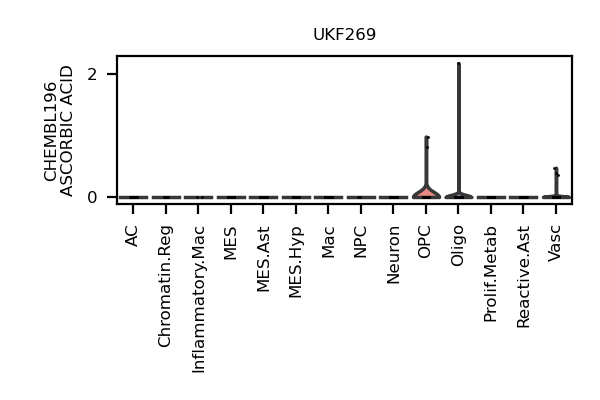 UKF269
CHEMBL196
ASCORBIC ACID
2
0
AC
Chromatin.Reg
Inflammatory.Mac
MES
MES.Ast
MES.Hyp
Mac
NPC
Neuron
OPC
Oligo
Prolif.Metab
Reactive.Ast
Vasc